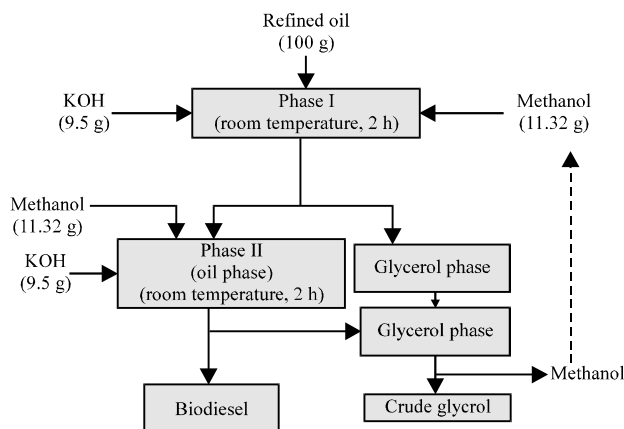 Refined oil
(100 g)
KOH
(9.5 g)
Phase I
(room temperature, 2 h)
Methanol
(11.32 g)
Methanol
(11.32 g)
KOH
(9.5 g)
Phase II
(oil phase)
(room temperature, 2 h)
Glycerol phase
Glycerol phase
Methanol
Biodiesel
Crude glycrol